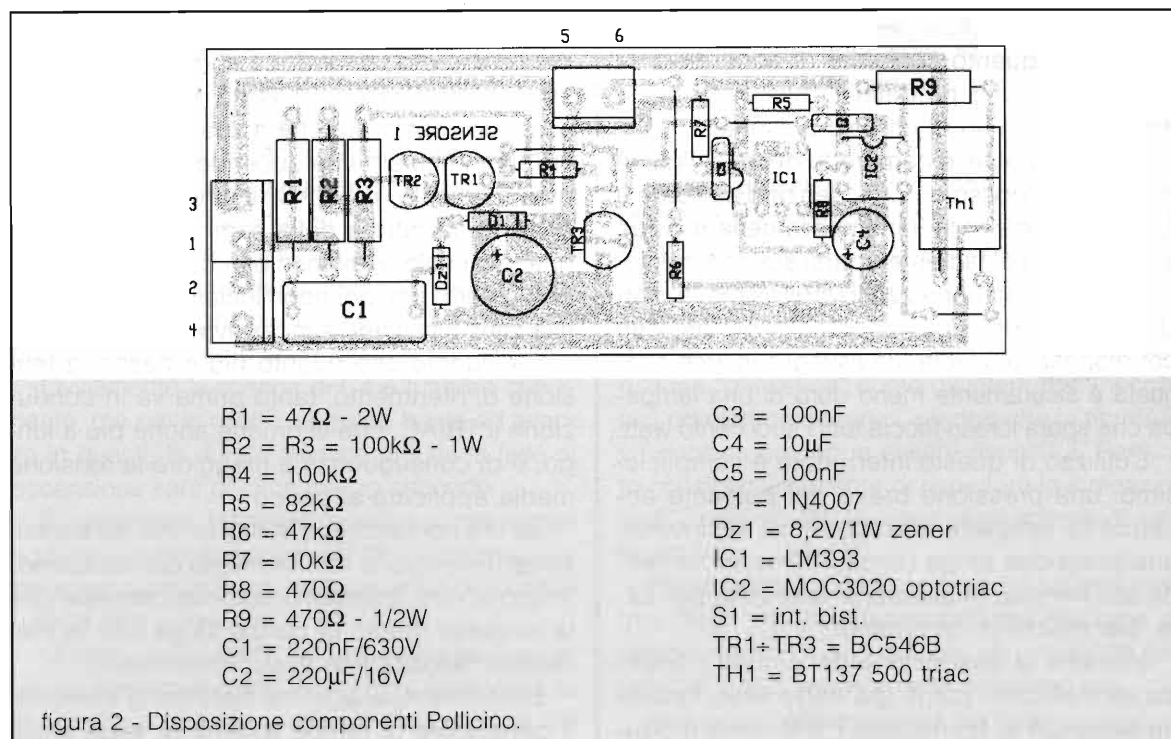 5 6
R9
R5
R7
C3
SENSORE 1
R1
R2
R3
TR2
TR1
R4
C5
IC1
IC2
Th1
3
1
2
4
D1
TR3
R8
C4
+
Dz1
+
C2
R6
C1
R1 = 47Ω - 2W
R2 = R3 = 100kΩ - 1W
R4 = 100kΩ
R5 = 82kΩ
R6 = 47kΩ
R7 = 10kΩ
R8 = 470Ω
R9 = 470Ω - 1/2W
C1 = 220nF/630V
C2 = 220µF/16V
C3 = 100nF
C4 = 10µF
C5 = 100nF
D1 = 1N4007
Dz1 = 8,2V/1W zener
IC1 = LM393
IC2 = MOC3020 optotriac
S1 = int. bist.
TR1÷TR3 = BC546B
TH1 = BT137 500 triac
figura 2 - Disposizione componenti Pollicino.